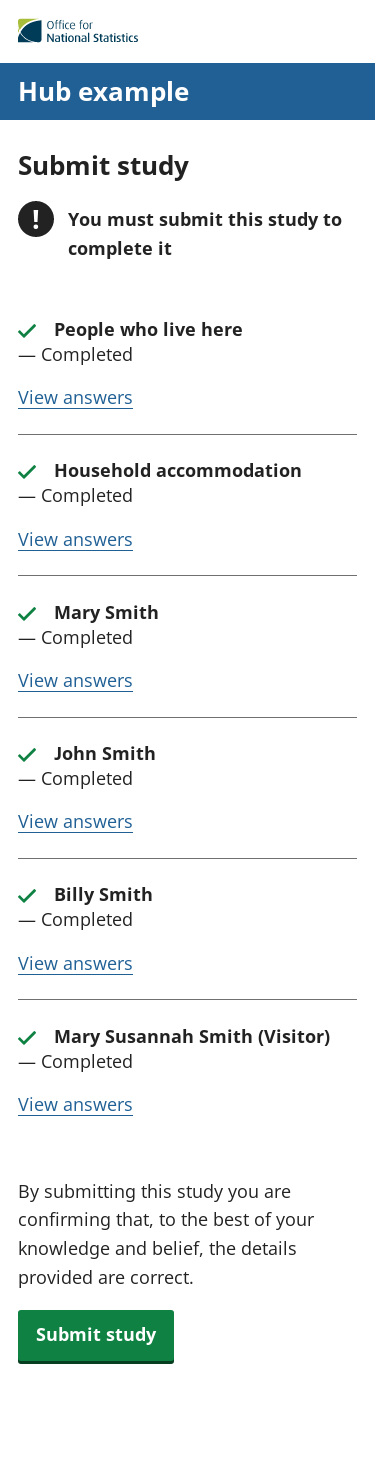 Office for
National Statistics
Hub example
Submit study
! You must submit this study to
complete it
People who live here
— Completed
View answers
Household accommodation
— Completed
View answers
Mary Smith
— Completed
View answers
John Smith
— Completed
View answers
Billy Smith
— Completed
View answers
Mary Susannah Smith (Visitor)
— Completed
View answers
By submitting this study you are
confirming that, to the best of your
knowledge and belief, the details
provided are correct.
Submit study